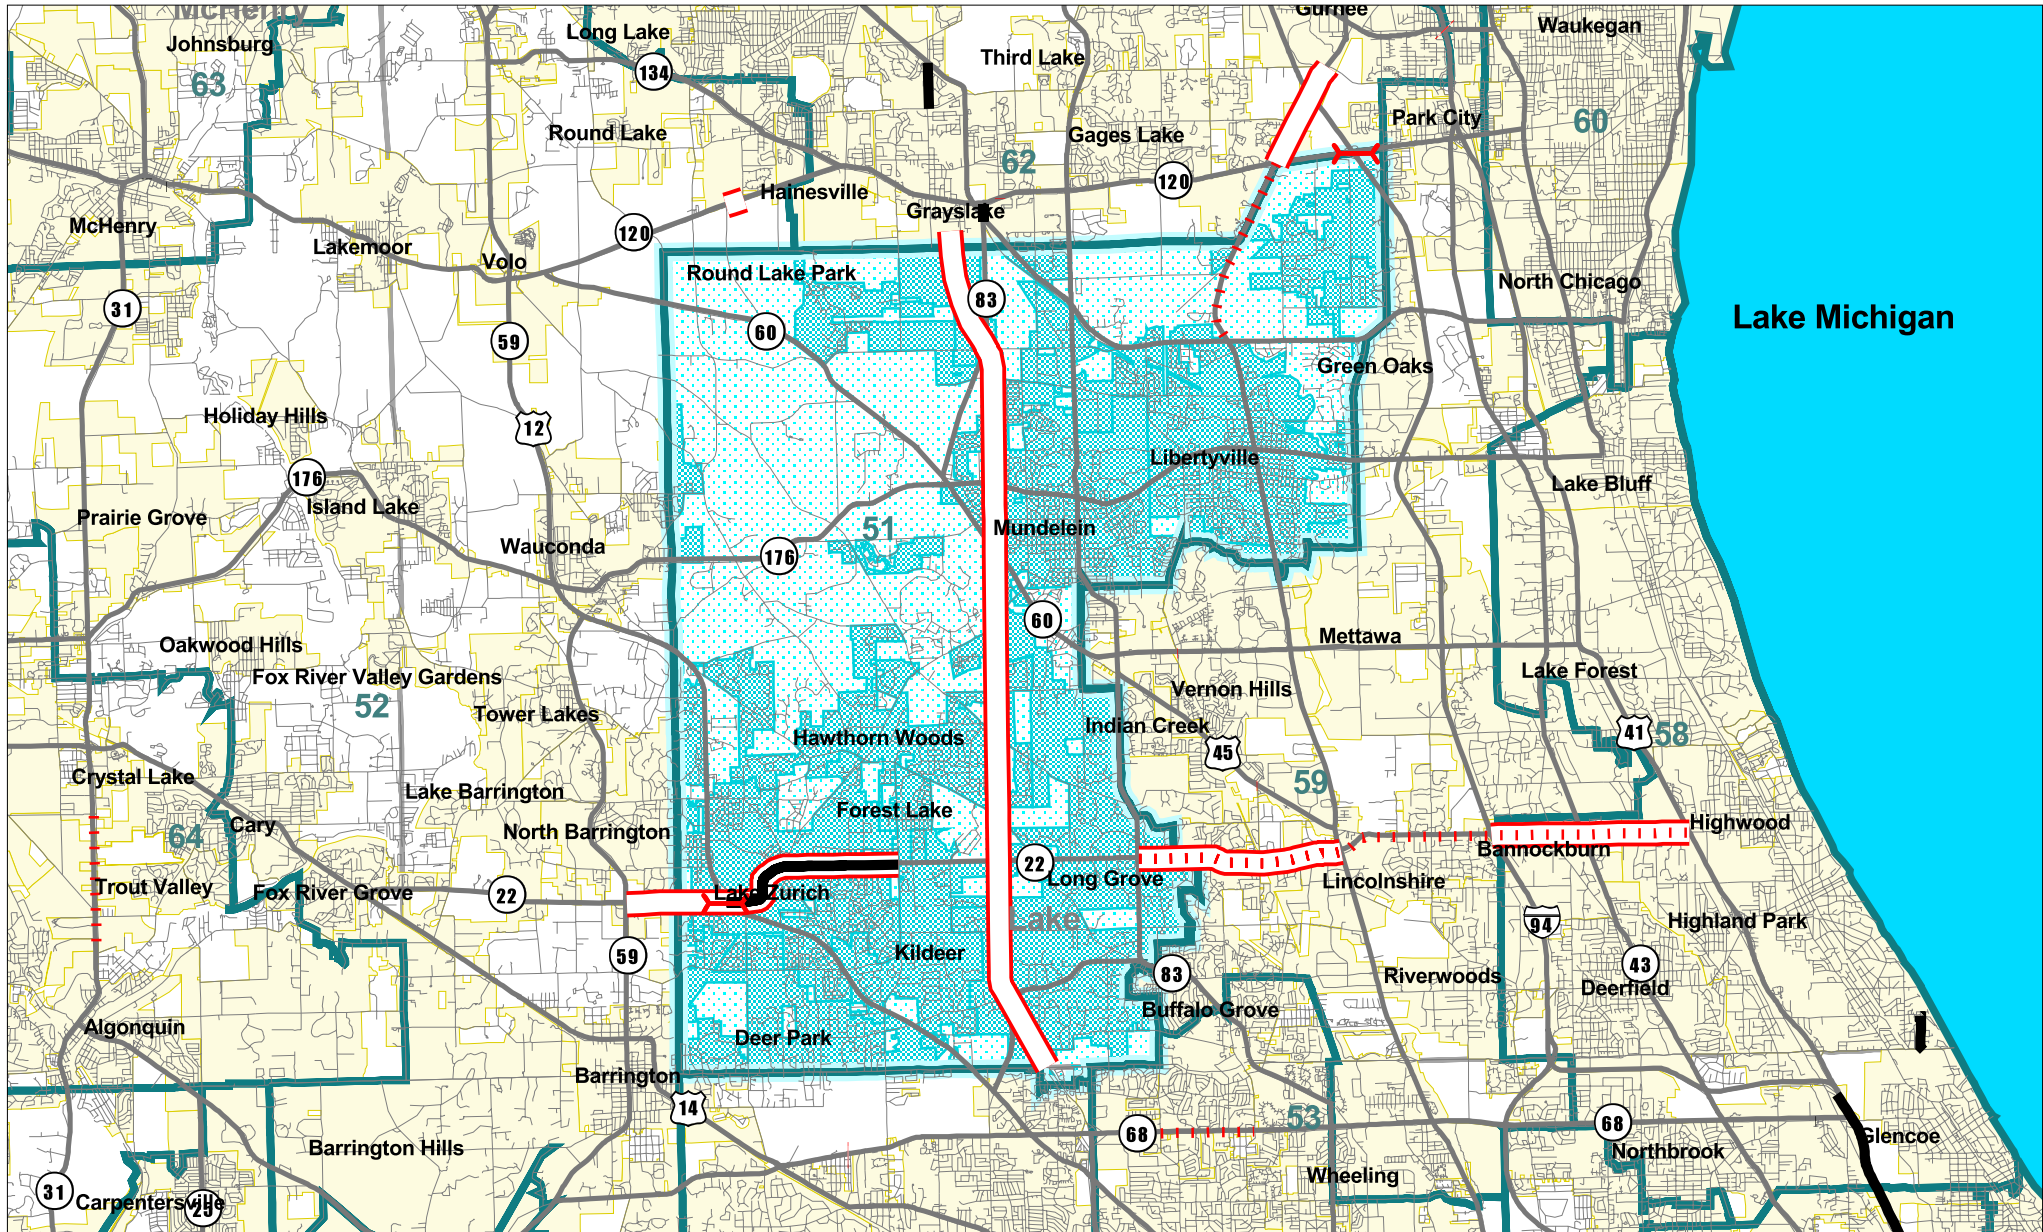 McHenry
Johnsburg
63
Long Lake
134
Third Lake
Gurnee
Waukegan
Round Lake
Gages Lake
Park City
60
62
120
Hainesville
Grayslake
McHenry
Lakemoor
120
Volo
Round Lake Park
83
North Chicago
Lake Michigan
31
60
59
Green Oaks
Holiday Hills
12
Libertyville
176
Island Lake
Lake Bluff
Prairie Grove
51
Mundelein
Wauconda
176
60
Mettawa
Oakwood Hills
Fox River Valley Gardens
52
Lake Forest
Vernon Hills
Tower Lakes
Indian Creek
Hawthorn Woods
41
58
45
59
Crystal Lake
Lake Barrington
Forest Lake
64
Cary
North Barrington
Highwood
Bannockburn
22
Long Grove
Lincolnshire
Trout Valley
Fox River Grove
22
Lake Zurich
Lake
94
Highland Park
59
Kildeer
83
Riverwoods
43
Deerfield
Buffalo Grove
Algonquin
Deer Park
Barrington
14
53
68
68
Barrington Hills
Glencoe
Northbrook
Wheeling
31
Carpentersville
25